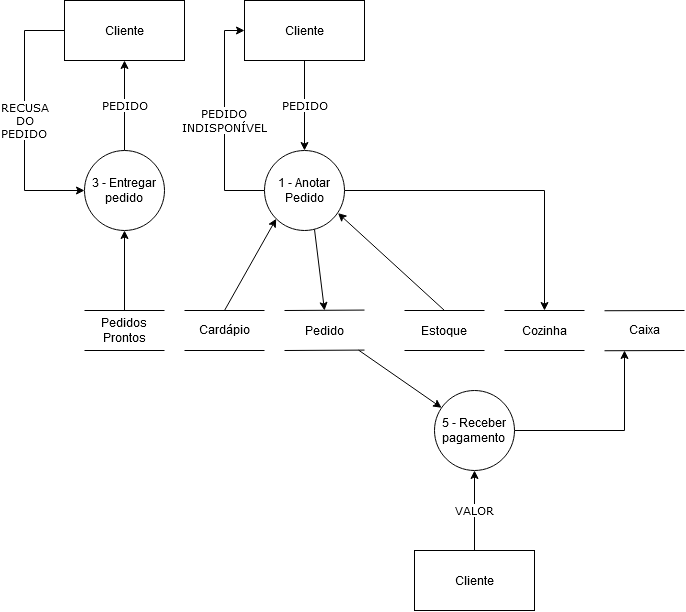 Cliente
Cliente
RECUSA
DO
PEDIDO
PEDIDO
PEDIDO
INDISPONÍVEL
PEDIDO
3 - Entregar
pedido
1 - Anotar
Pedido
Pedidos
Prontos
Cardápio
Pedido
Estoque
Cozinha
Caixa
5 - Receber
pagamento
VALOR
Cliente